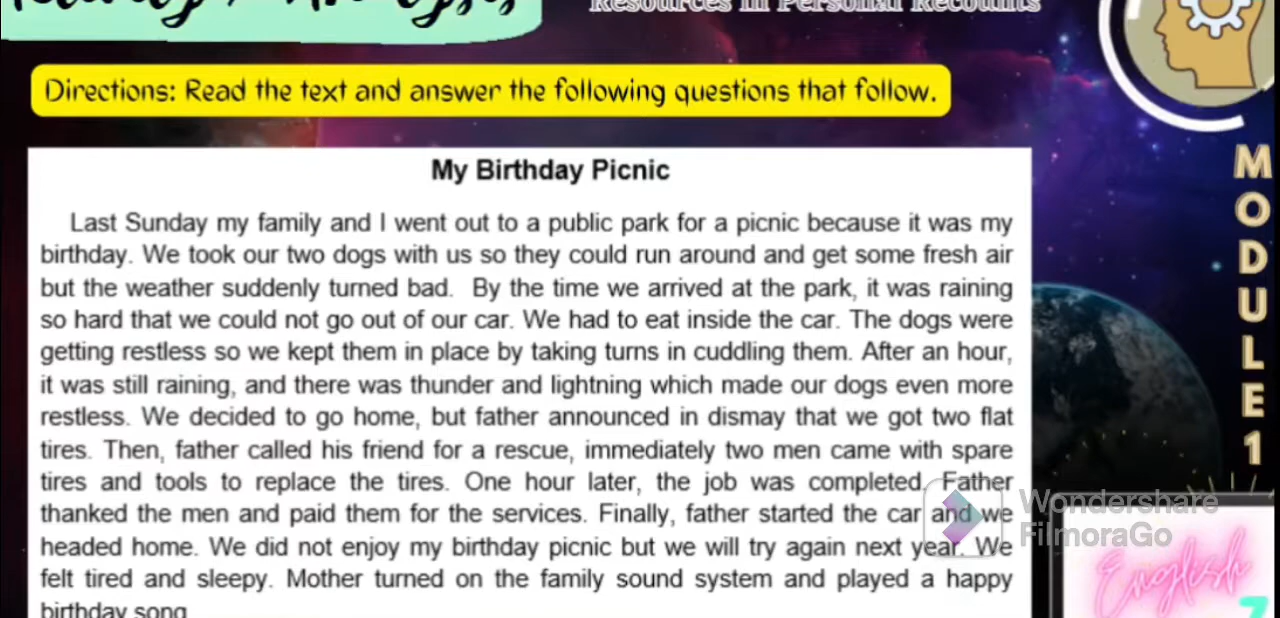 Resources in Personal Recounts
Directions: Read the text and answer the following questions that follow.
My Birthday Picnic
Last Sunday my family and I went out to a public park for a picnic because it was my
birthday. We took our two dogs with us so they could run around and get some fresh air
but the weather suddenly turned bad. By the time we arrived at the park, it was raining
so hard that we could not go out of our car. We had to eat inside the car. The dogs were
getting restless so we kept them in place by taking turns in cuddling them. After an hour,
it was still raining, and there was thunder and lightning which made our dogs even more
restless. We decided to go home, but father announced in dismay that we got two flat
tires. Then, father called his friend for a rescue, immediately two men came with spare
tires and tools to replace the tires. One hour later, the job was completed. Father
thanked the men and paid them for the services. Finally, father started the car and we
headed home. We did not enjoy my birthday picnic but we will try again next year. We
felt tired and sleepy. Mother turned on the family sound system and played a happy
birthday song
MODULE 1
Wondershare
FilmoraGo
English
7